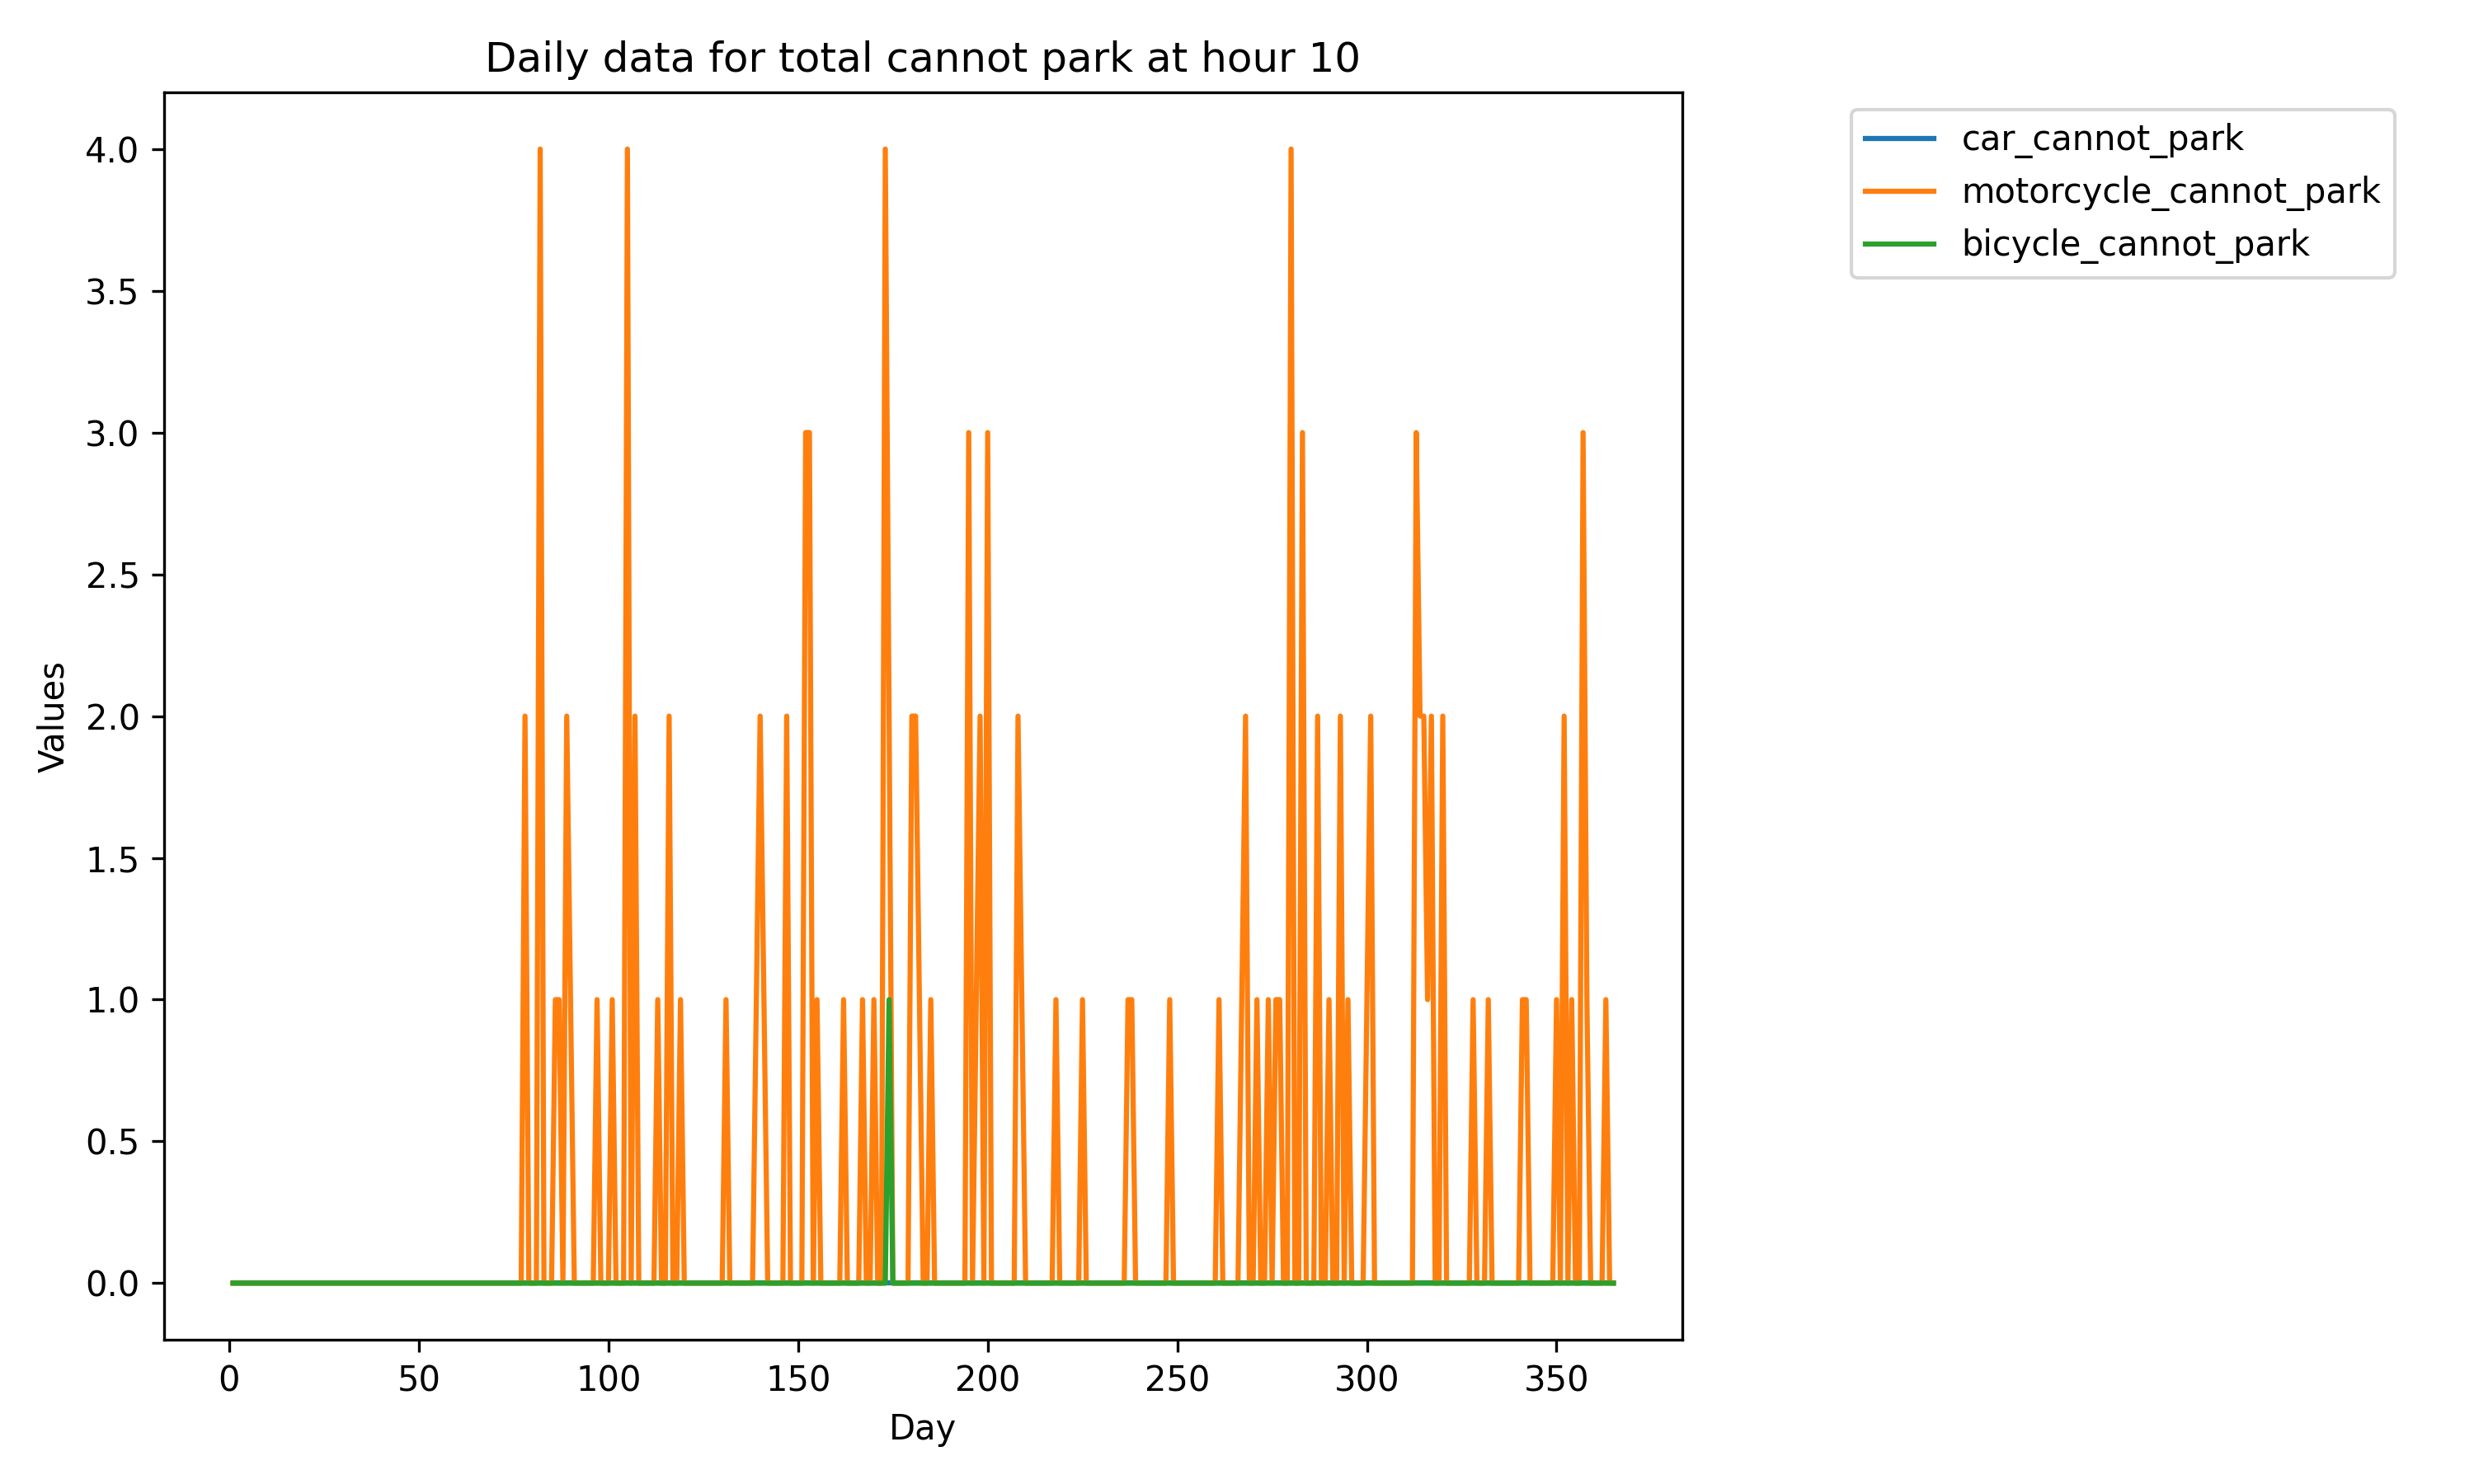 Daily data for total cannot park at hour 10
car_cannot_park
motorcycle_cannot_park
bicycle_cannot_park
4.0
3.5
3.0
2.5
2.0
1.5
1.0
0.5
0.0
Values
0 50 100 150 200 250 300 350
Day